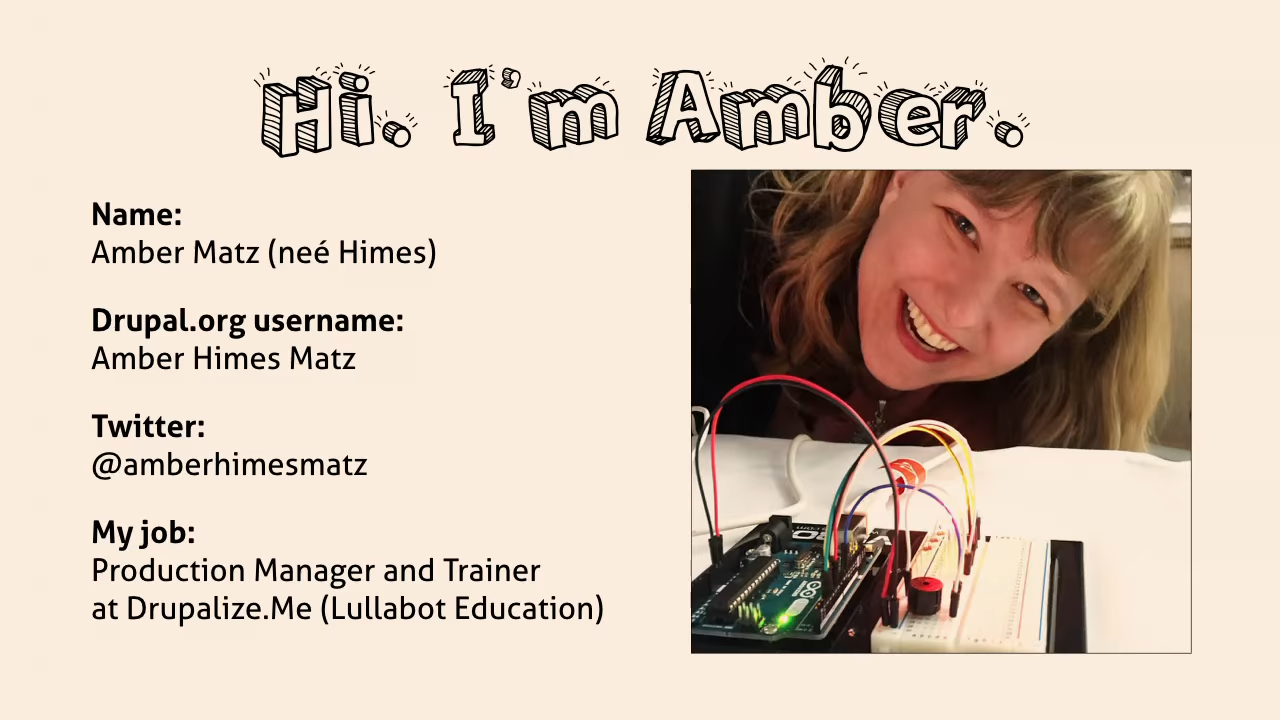 Hi. I'm Amber.
Name:
Amber Matz (neé Himes)
Drupal.org username:
Amber Himes Matz
Twitter:
@amberhimesmatz
My job:
Production Manager and Trainer
at Drupalize.Me (Lullabot Education)